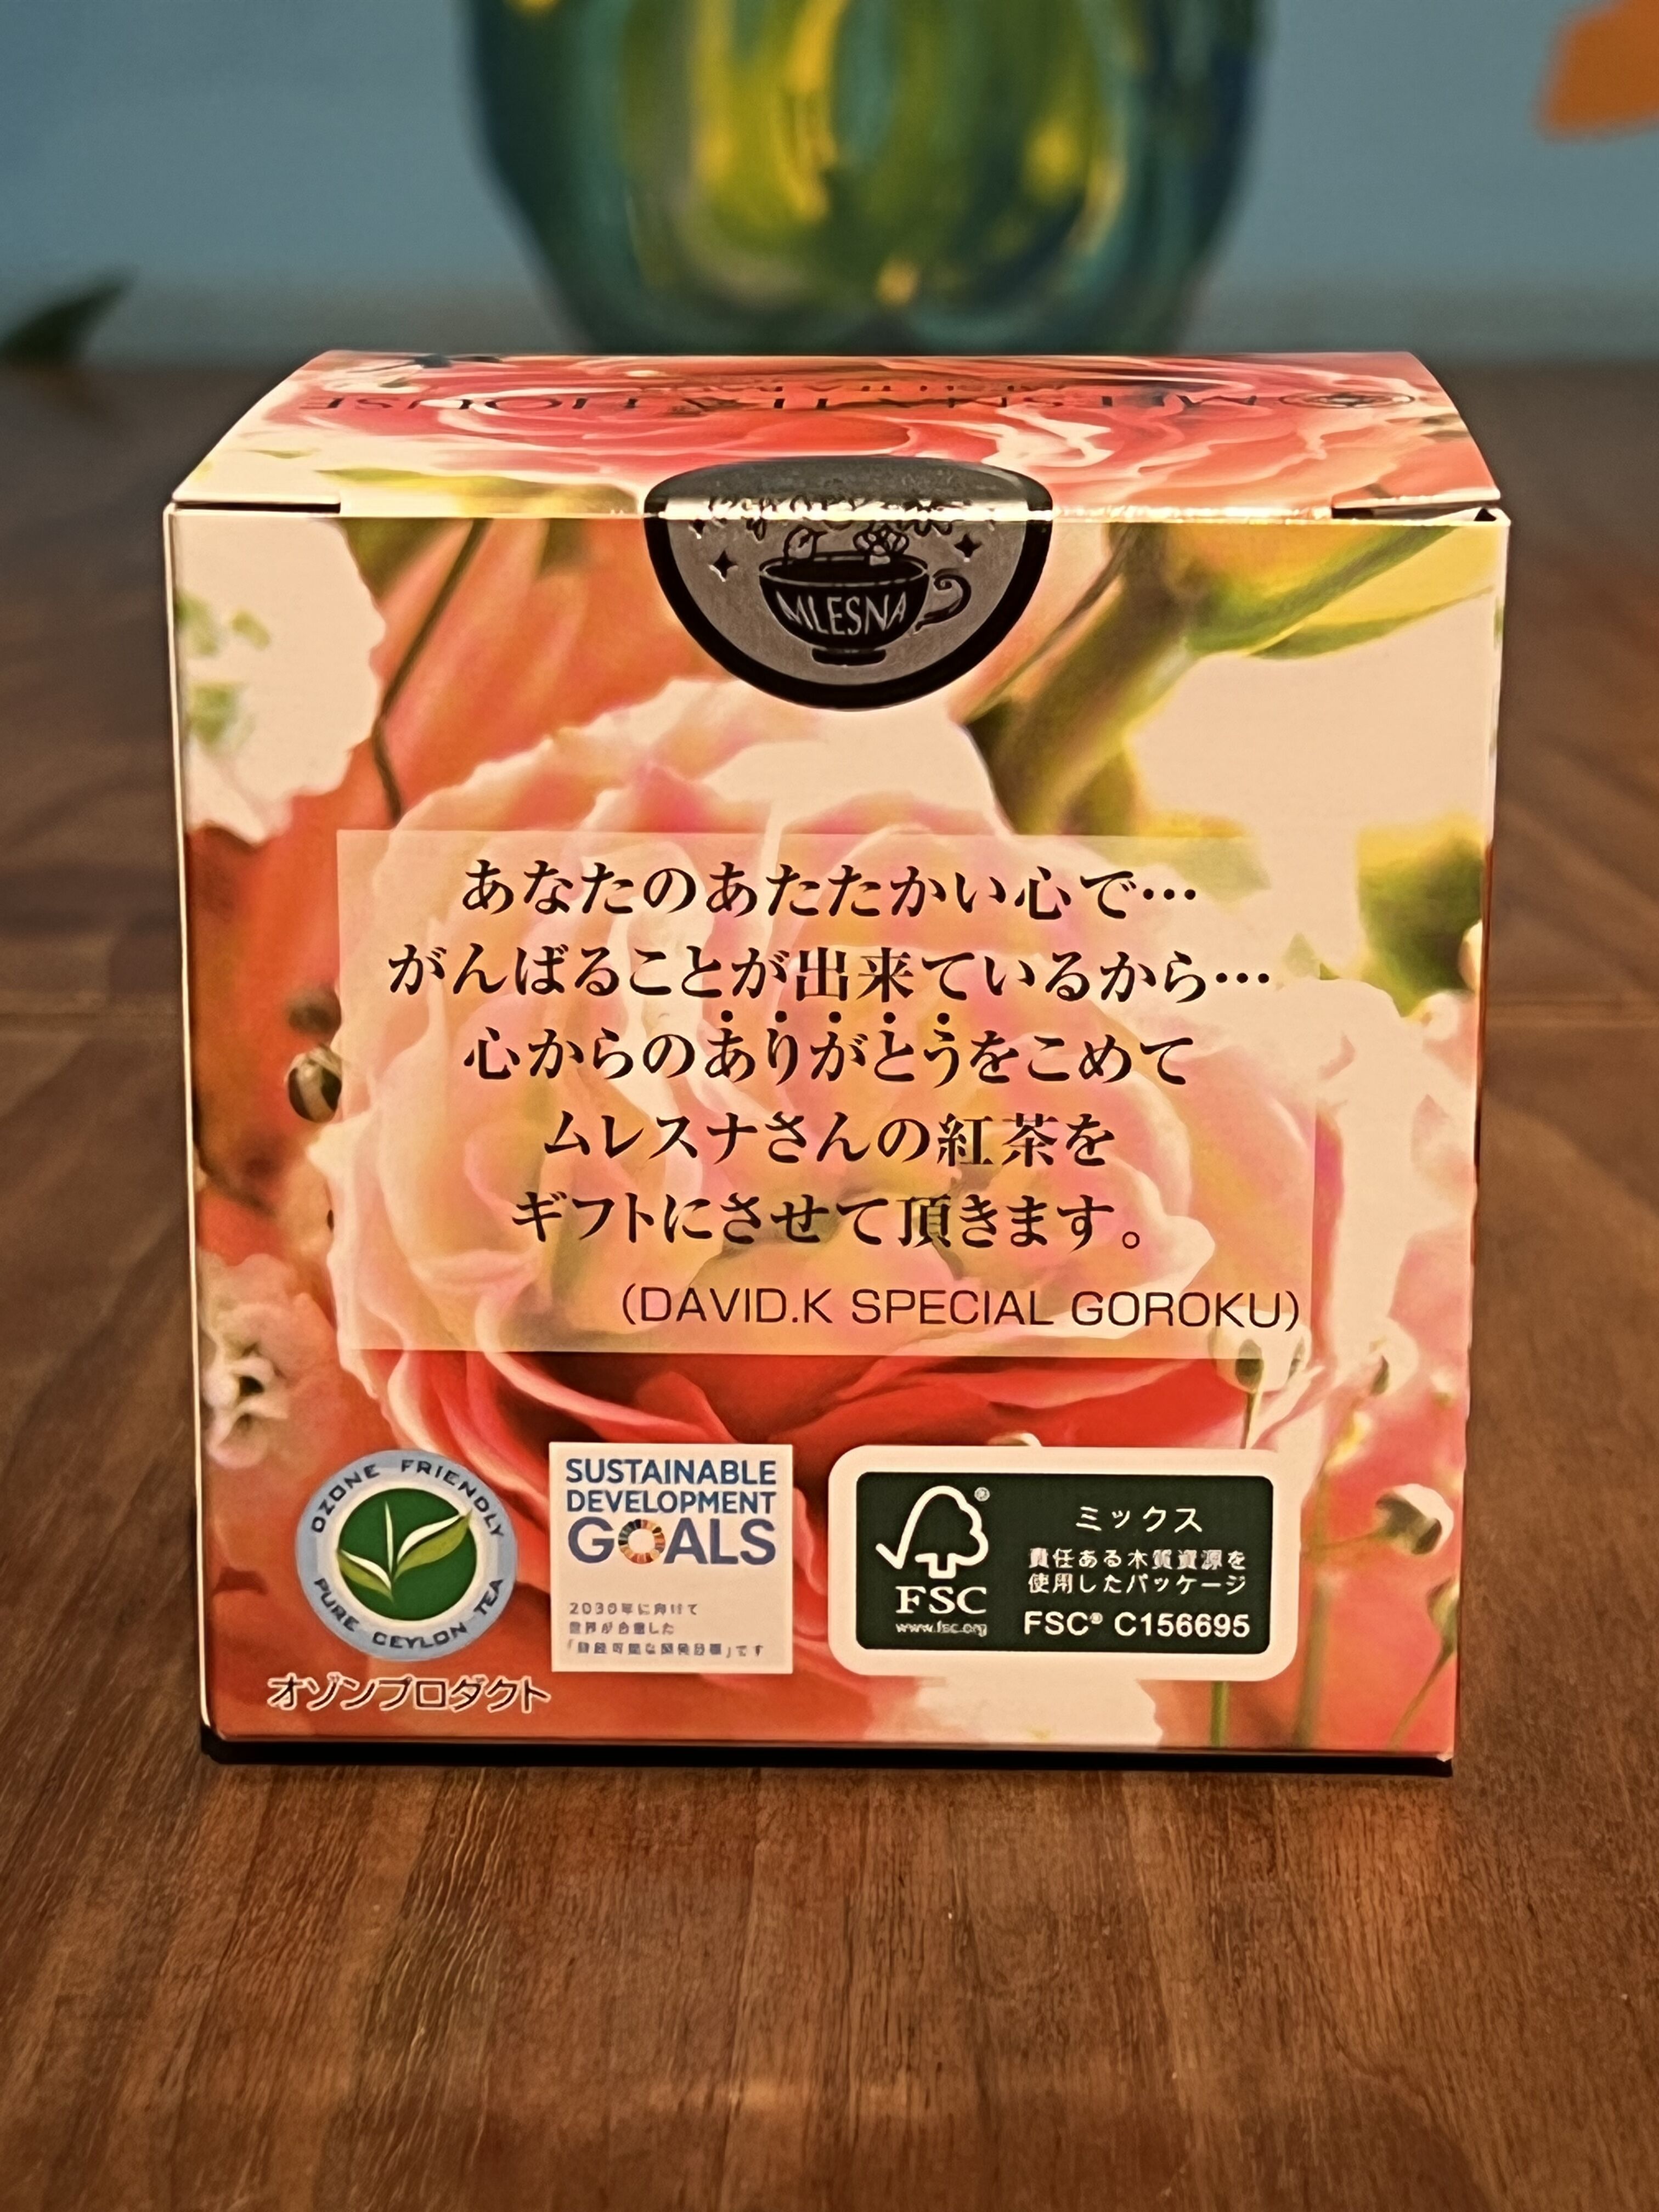 MLESNA TEA HOUSE
MLESNA
あなたのあたたかい心で…
がんばることが出来ているから…
心からのありがとうをこめて
ムレスナさんの紅茶を
ギフトにさせて頂きます。
(DAVID.K SPECIAL GOROKU)
OZONE FRIENDLY
PURE CEYLON TEA
オゾンプロダクト
SUSTAINABLE
DEVELOPMENT
GOALS
2030年に向けて
世界が合意した
「持続可能な開発目標」です
FSC
www.fsc.org
ミックス
責任ある木質資源を
使用したパッケージ
FSC® C156695